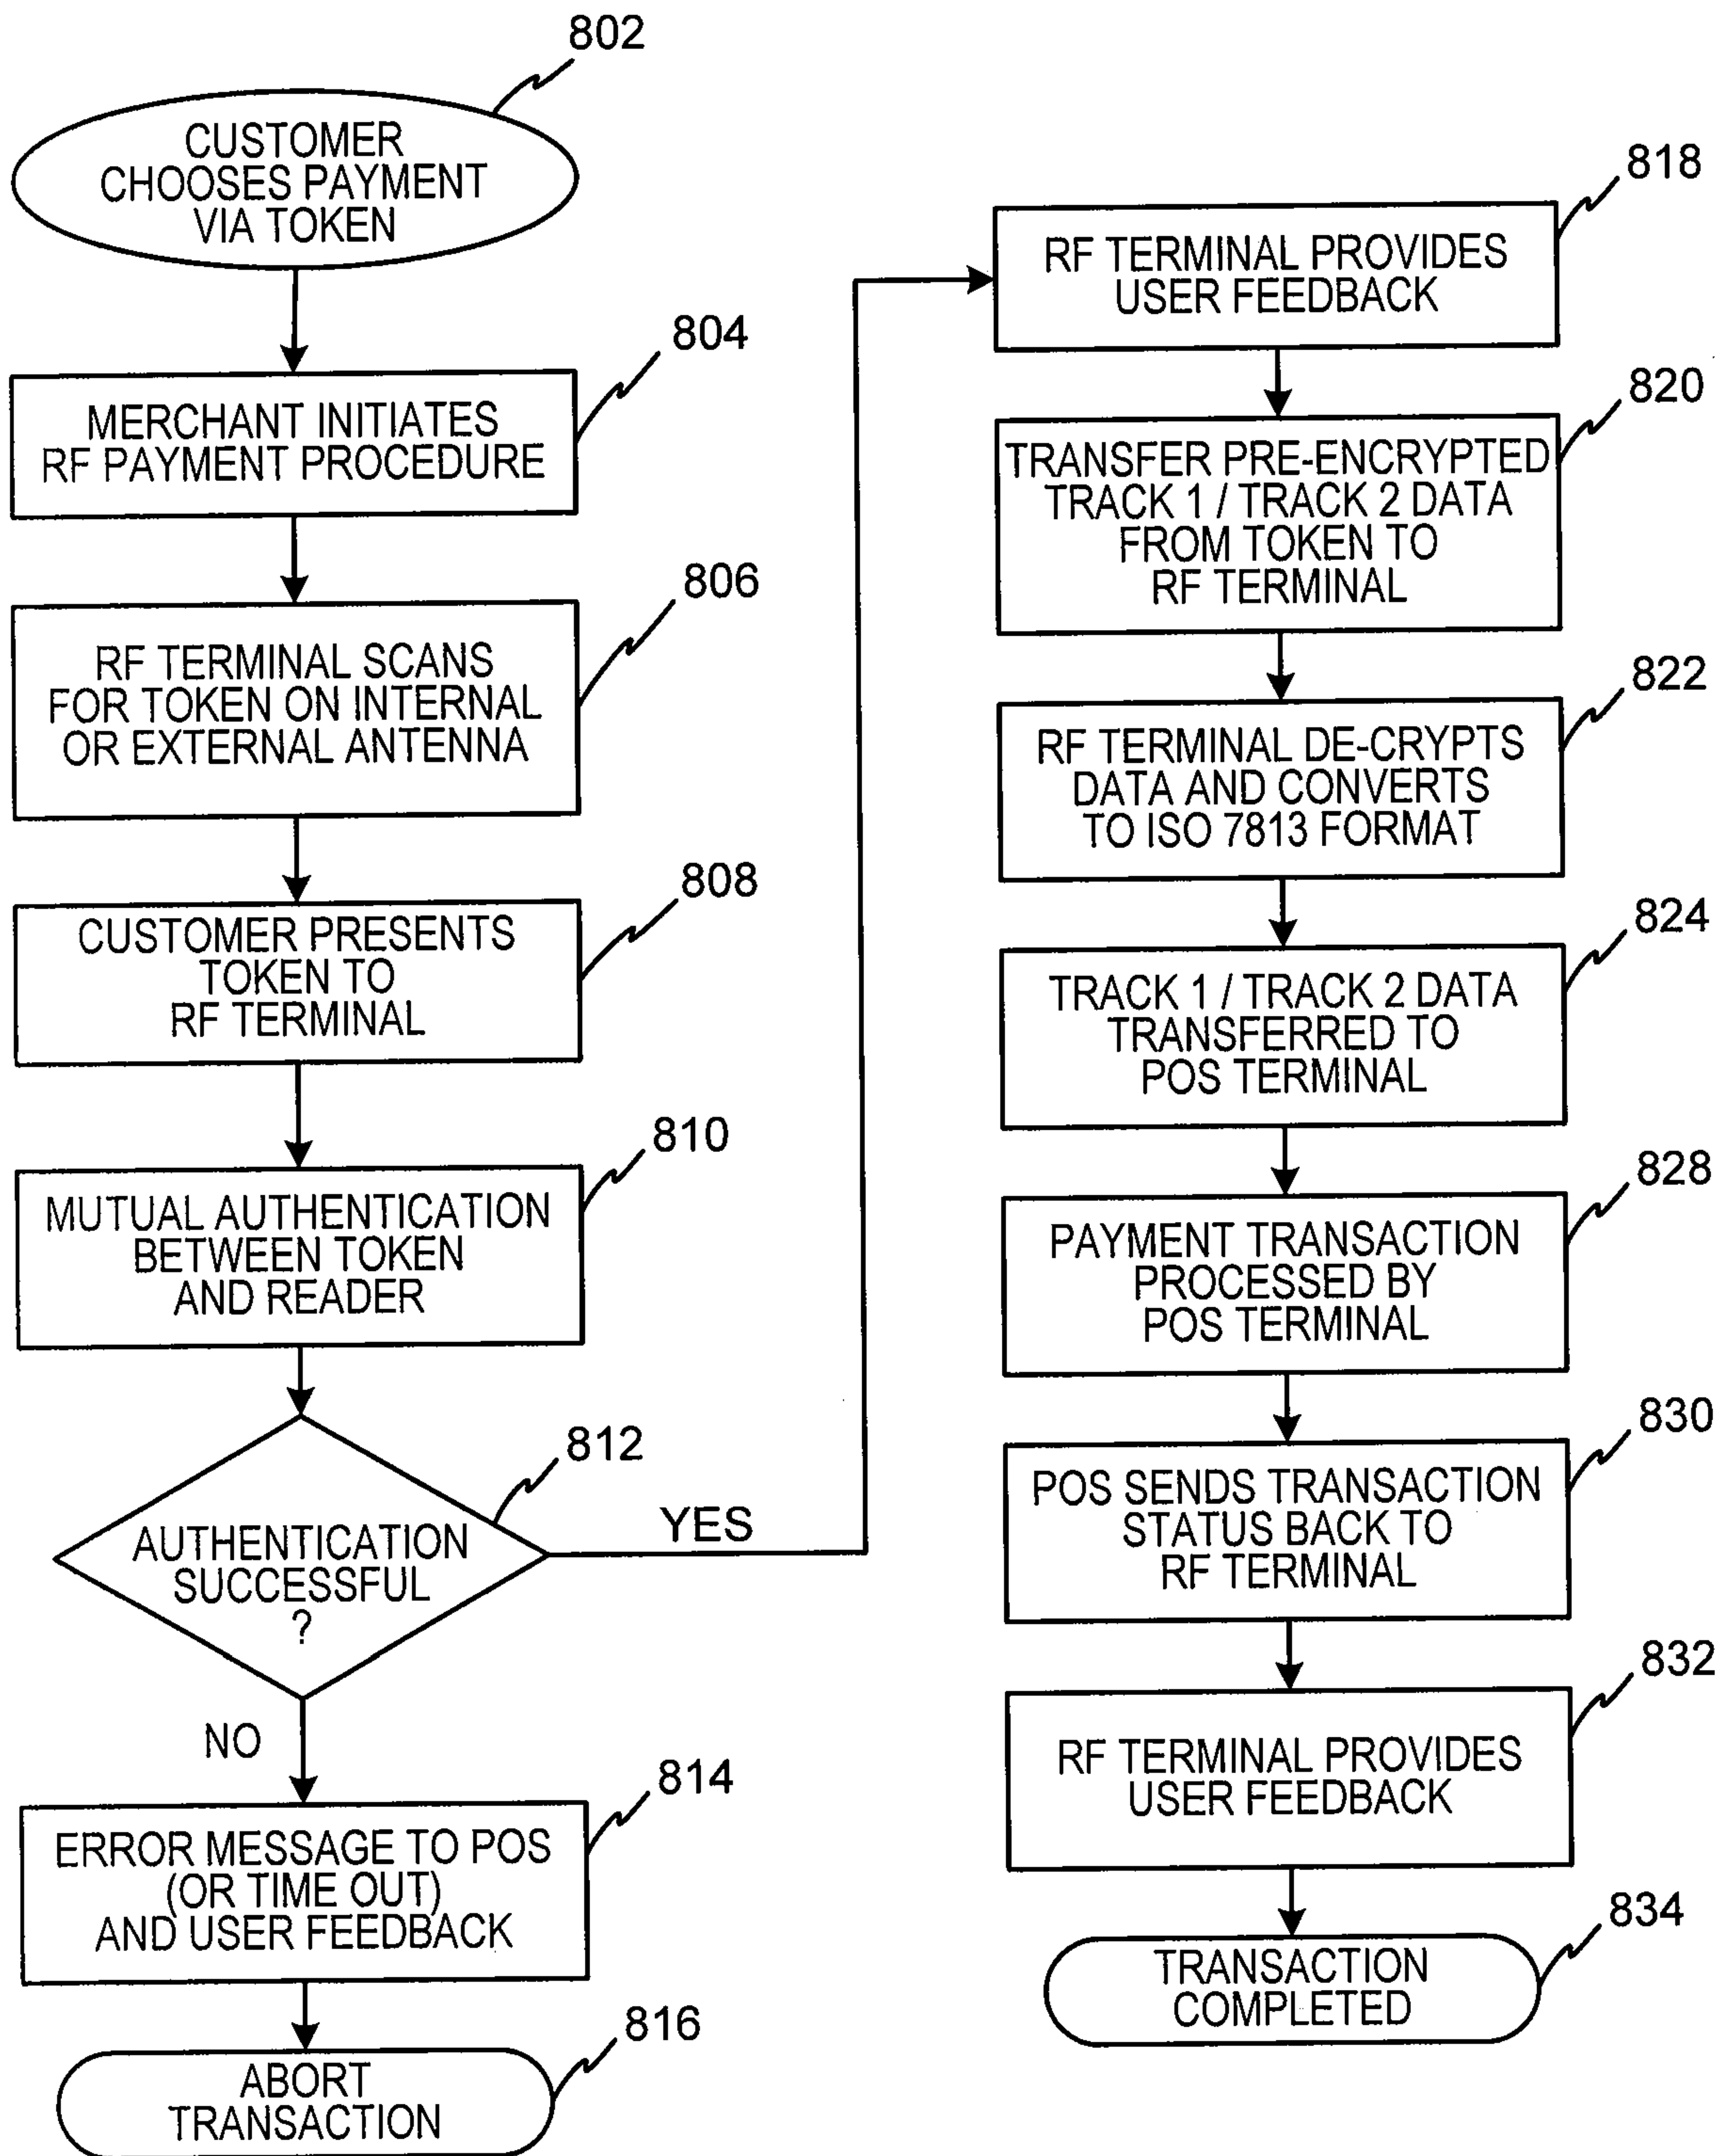 802
CUSTOMER
CHOOSES PAYMENT
VIA TOKEN
804
MERCHANT INITIATES
RF PAYMENT PROCEDURE
806
RF TERMINAL SCANS
FOR TOKEN ON INTERNAL
OR EXTERNAL ANTENNA
808
CUSTOMER PRESENTS
TOKEN TO
RF TERMINAL
810
MUTUAL AUTHENTICATION
BETWEEN TOKEN
AND READER
812
AUTHENTICATION
SUCCESSFUL
?
YES
NO
814
ERROR MESSAGE TO POS
(OR TIME OUT)
AND USER FEEDBACK
816
ABORT
TRANSACTION
818
RF TERMINAL PROVIDES
USER FEEDBACK
820
TRANSFER PRE-ENCRYPTED
TRACK 1 / TRACK 2 DATA
FROM TOKEN TO
RF TERMINAL
822
RF TERMINAL DE-CRYPTS
DATA AND CONVERTS
TO ISO 7813 FORMAT
824
TRACK 1 / TRACK 2 DATA
TRANSFERRED TO
POS TERMINAL
828
PAYMENT TRANSACTION
PROCESSED BY
POS TERMINAL
830
POS SENDS TRANSACTION
STATUS BACK TO
RF TERMINAL
832
RF TERMINAL PROVIDES
USER FEEDBACK
834
TRANSACTION
COMPLETED